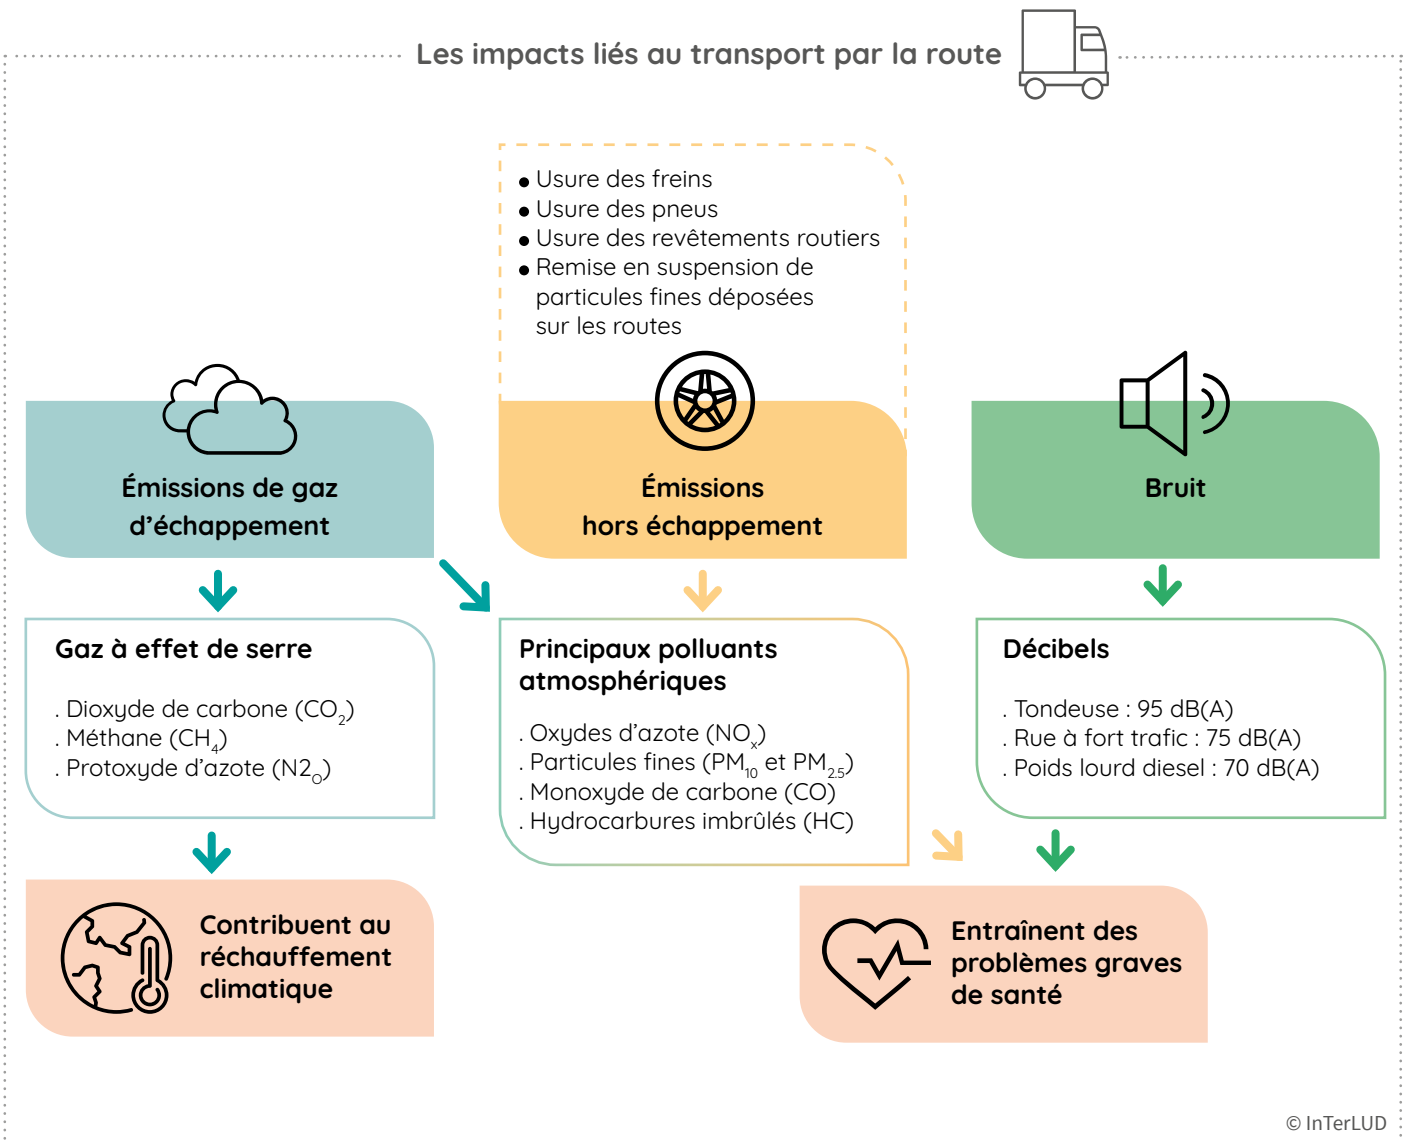 Les impacts liés au transport par la route
● Usure des freins
● Usure des pneus
● Usure des revêtements routiers
● Remise en suspension de
particules fines déposées
sur les routes
Émissions de gaz
d’échappement
Émissions
hors échappement
Bruit
Gaz à effet de serre
. Dioxyde de carbone (CO₂)
. Méthane (CH₄)
. Protoxyde d’azote (N2O)
Principaux polluants
atmosphériques
. Oxydes d’azote (NOₓ)
. Particules fines (PM₁₀ et PM₂.₅)
. Monoxyde de carbone (CO)
. Hydrocarbures imbrûlés (HC)
Décibels
. Tondeuse : 95 dB(A)
. Rue à fort trafic : 75 dB(A)
. Poids lourd diesel : 70 dB(A)
Contribuent au
réchauffement
climatique
Entraînent des
problèmes graves
de santé
© InTerLUD